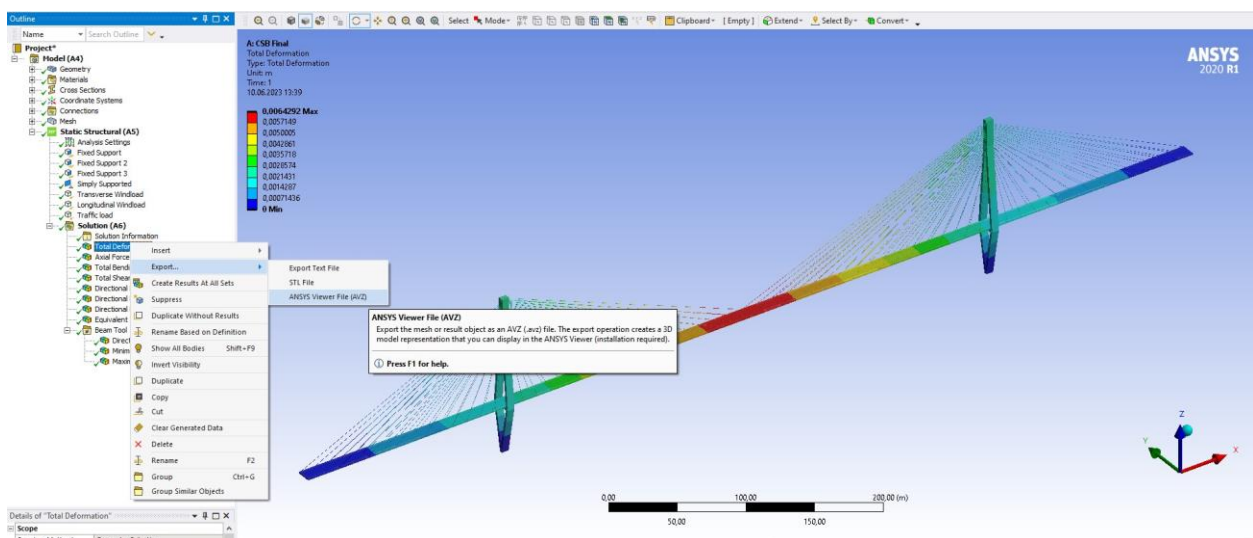 Outline
Name
Search Outline
Select
Mode
Clipboard
[Empty]
Extend
Select By
Convert
Project*
Model (A4)
Geometry
Materials
Cross Sections
Coordinate Systems
Connections
Mesh
Static Structural (A5)
Analysis Settings
Fixed Support
Fixed Support 2
Fixed Support 3
Simply Supported
Transverse Windload
Longitudinal Windload
Traffic load
Solution (A6)
Solution Information
Total Defor
Axial Force
Total Bendi
Total Shear
Directional
Directional
Directional
Equivalent
Beam Tool
Direct
Minim
Maxin
Insert
Export...
Create Results At All Sets
Suppress
Duplicate Without Results
Rename Based on Definition
Show All Bodies Shift+F9
Invert Visibility
Duplicate
Copy
Cut
Clear Generated Data
Delete
Rename F2
Group Ctrl+G
Group Similar Objects
Export Text File
STL File
ANSYS Viewer File (AVZ)
ANSYS Viewer File (AVZ)
Export the mesh or result object as an AVZ (.avz) file. The export operation creates a 3D
model representation that you can display in the ANSYS Viewer (installation required).
Press F1 for help.
A: CSB Final
Total Deformation
Type: Total Deformation
Unit: m
Time: 1
10.06.2023 13:39
0,0064292 Max
0,0057149
0,0050005
0,0042861
0,0035718
0,0028574
0,0021431
0,0014287
0,00071436
0 Min
ANSYS
2020 R1
Z
Y
X
0,00 100,00 200,00 (m)
50,00 150,00
Details of "Total Deformation"
Scope